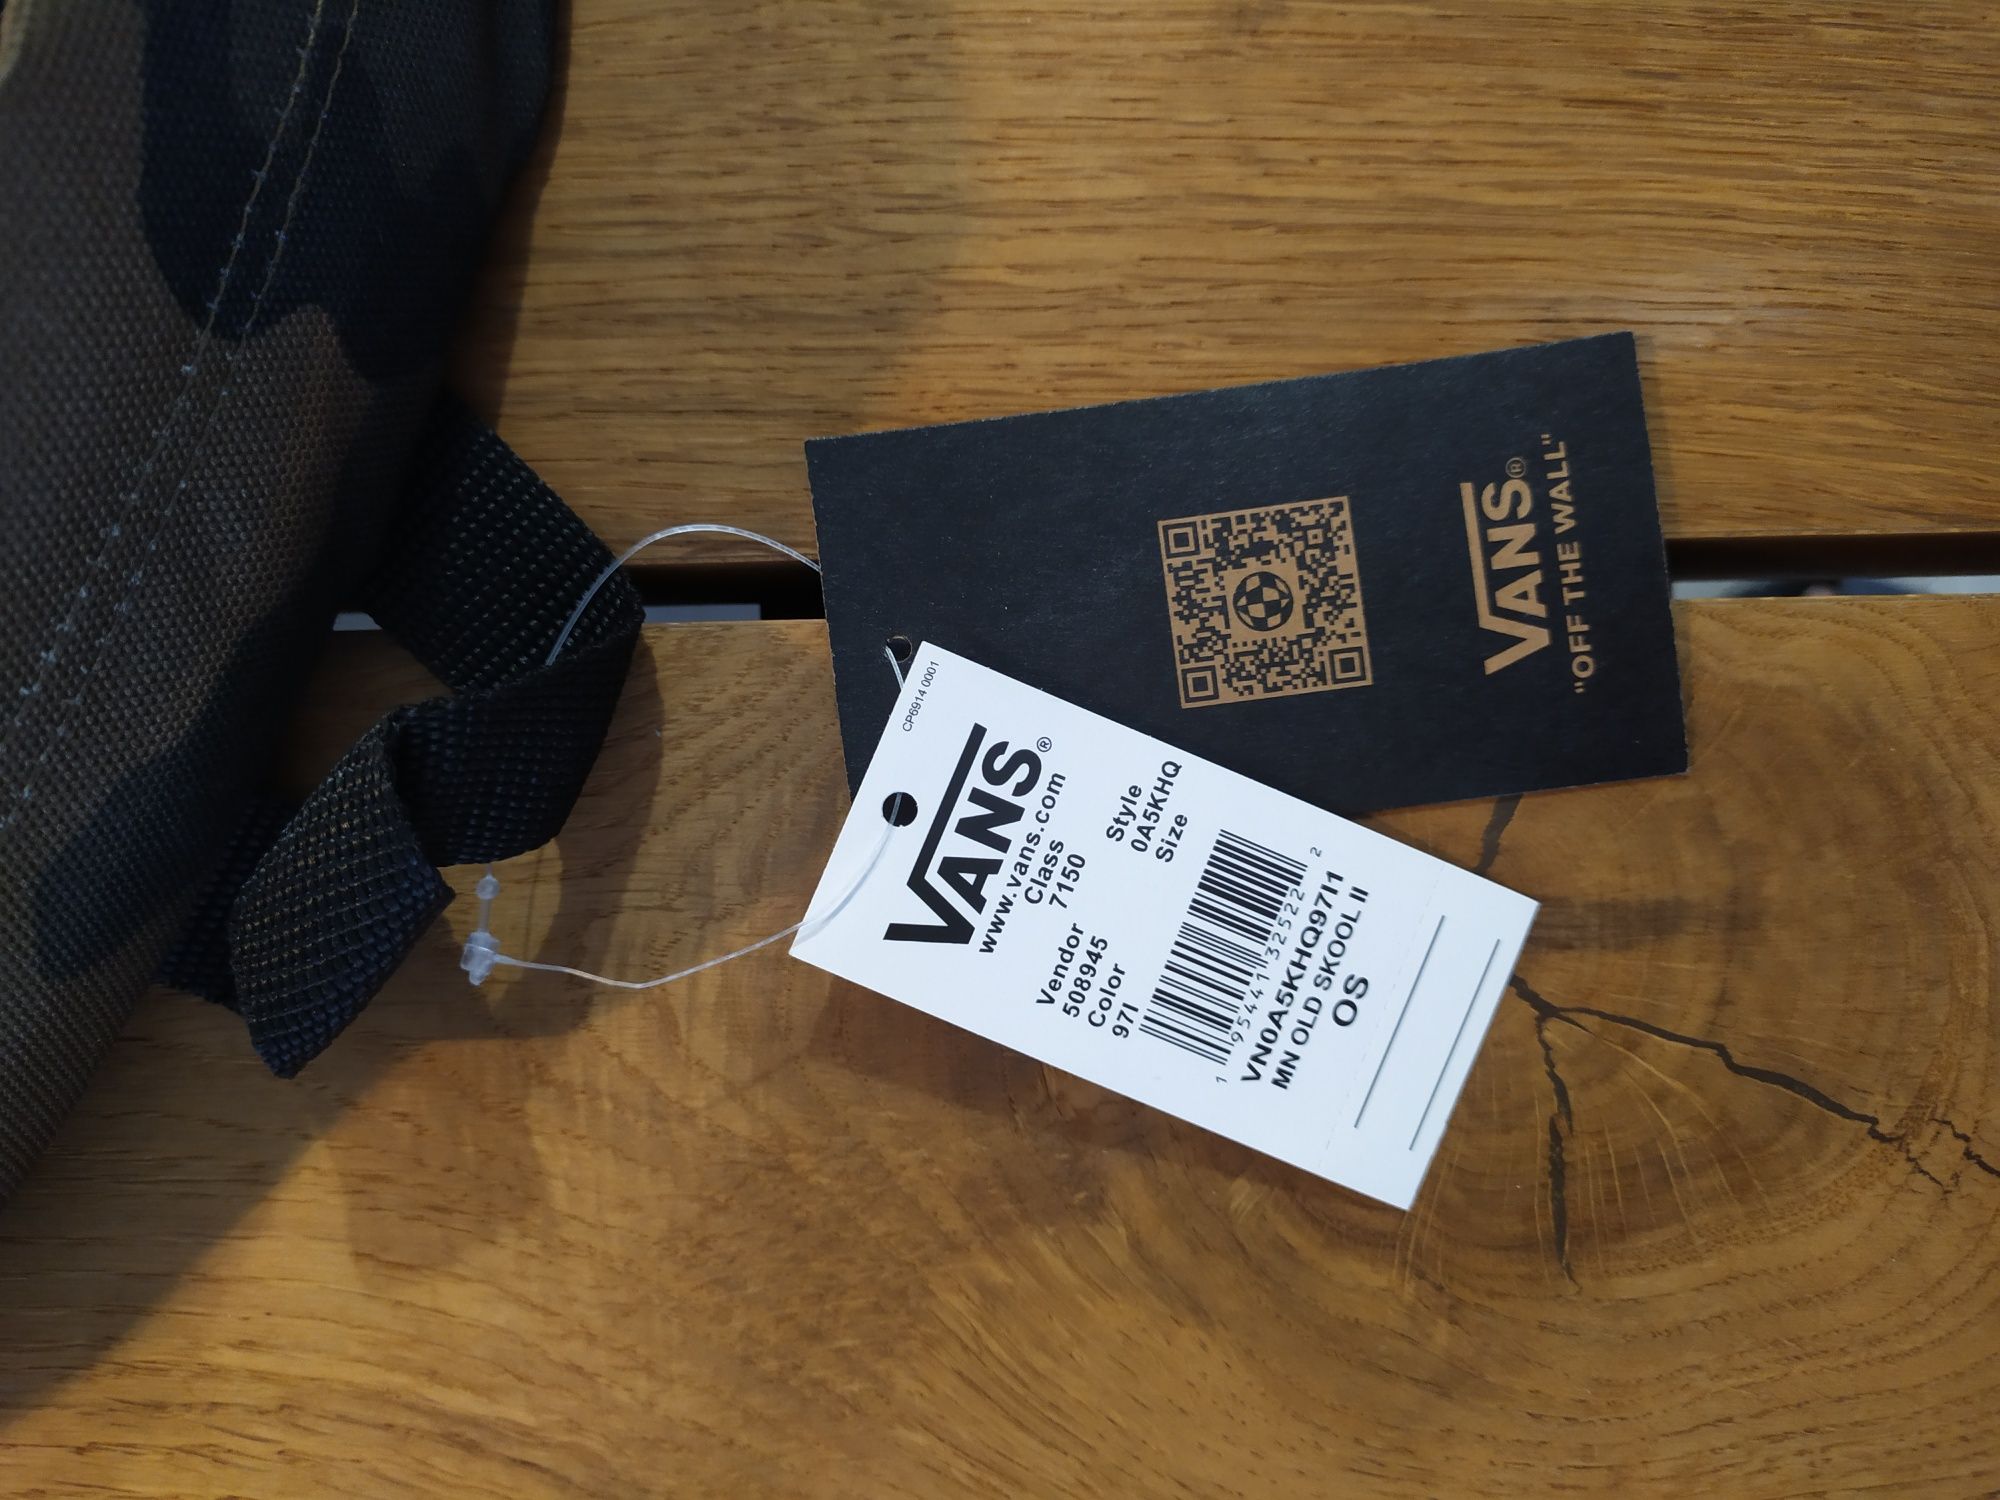 CP6914 0001
VANS®
www.vans.com
Class
7150
Vendor
508945
Style
0A5KHQ
Color
97I
Size
1 95441 32522 2
VN0A5KHQ97I1
MN OLD SKOOL II
OS
VANS®
"OFF THE WALL"